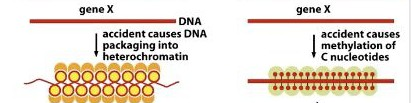 gene X
DNA
accident causes DNA
packaging into
heterochromatin
gene X
accident causes
methylation of
C nucleotides